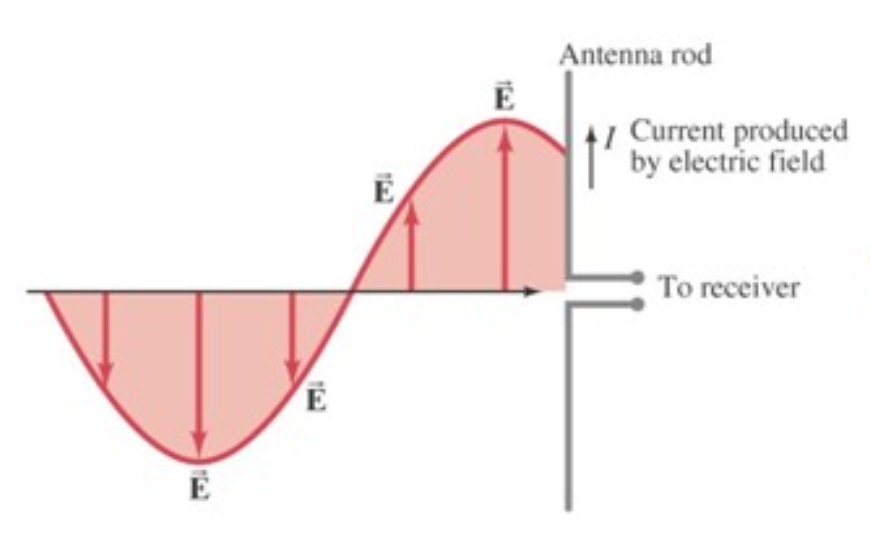 Antenna rod
E⃗
I Current produced
by electric field
E⃗
To receiver
E⃗
E⃗